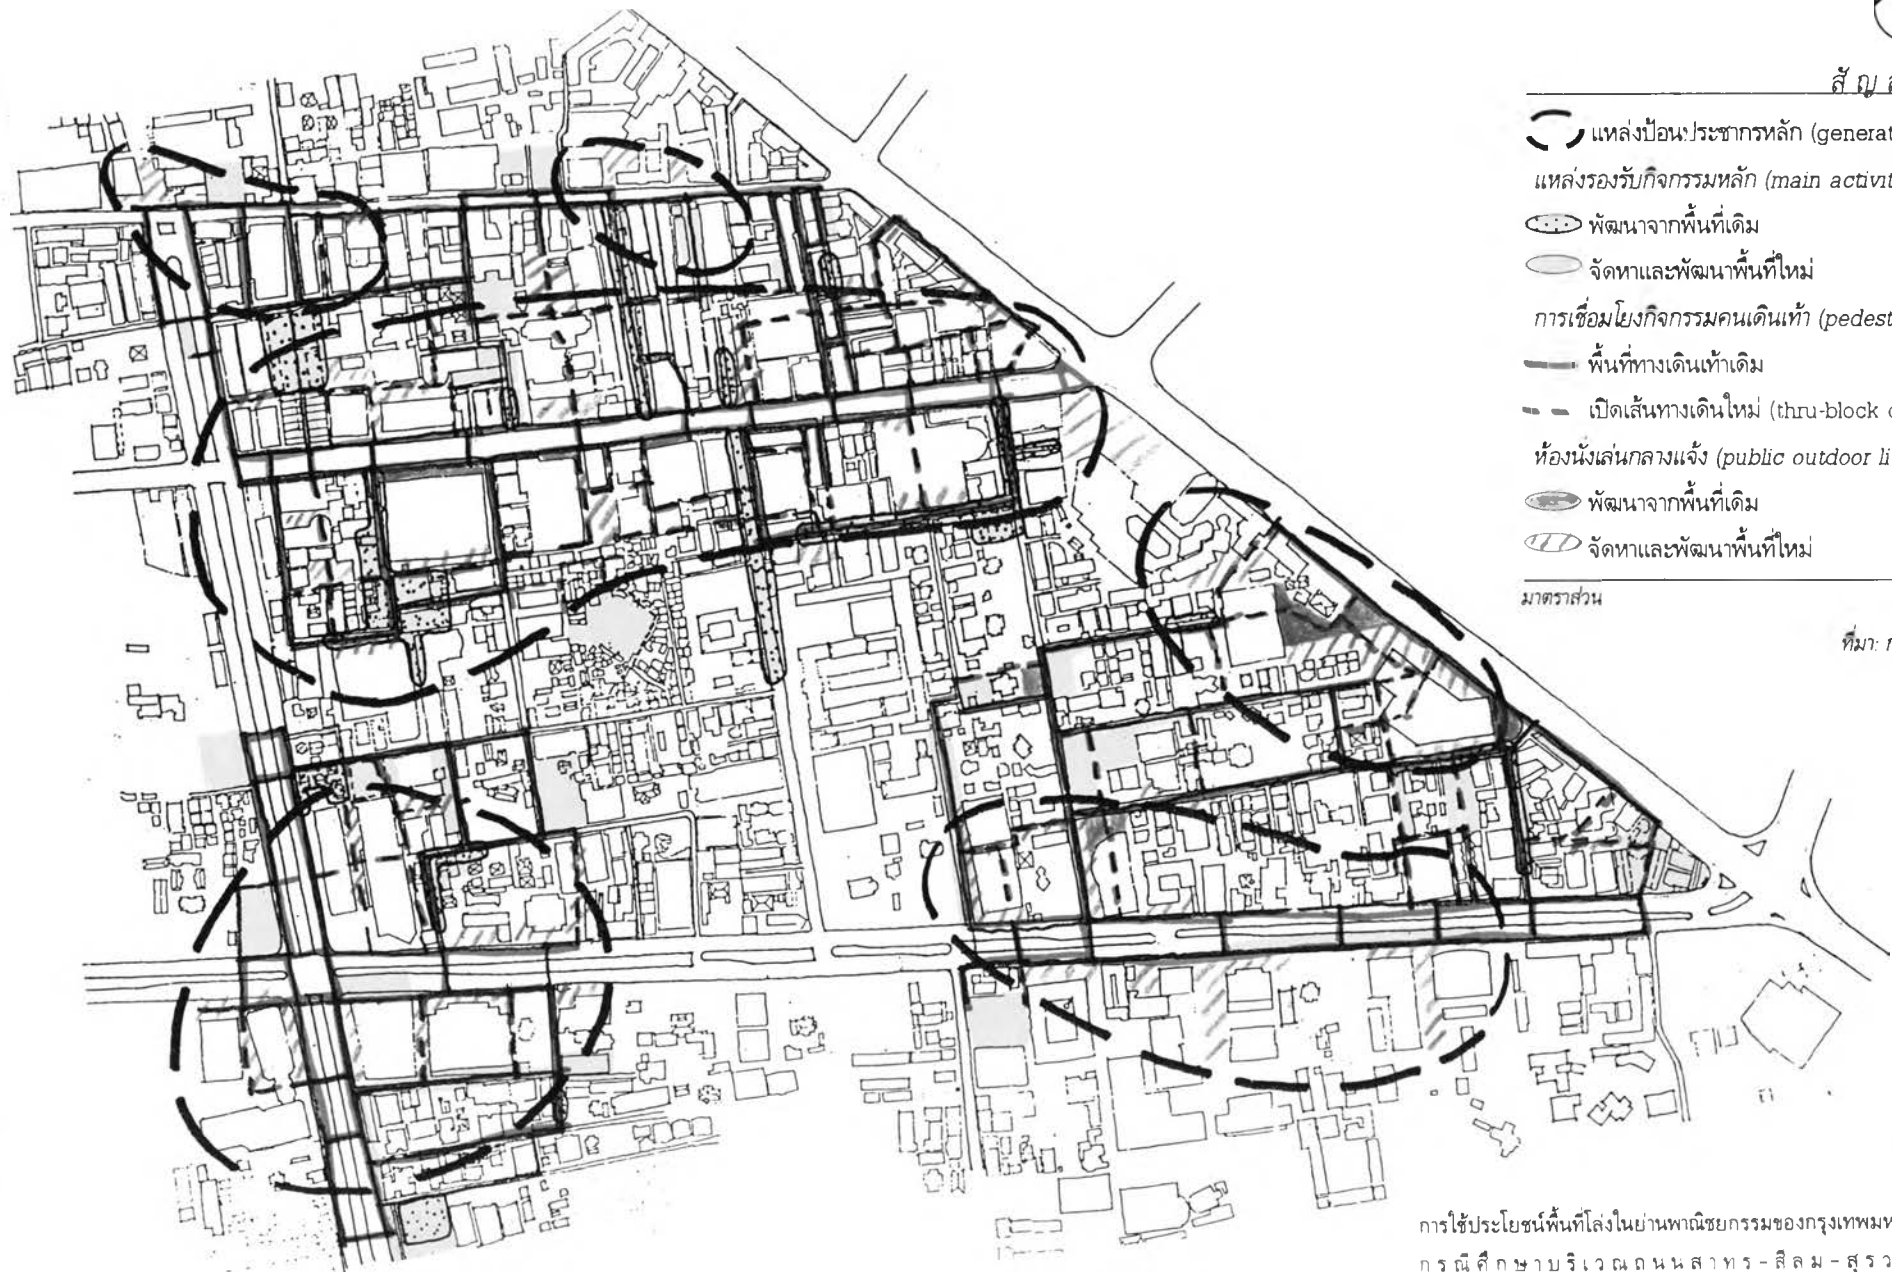 สัญล
แหล่งป้อนประชากรหลัก (generat
แหล่งรองรับกิจกรรมหลัก (main activit
พัฒนาจากพื้นที่เดิม
จัดหาและพัฒนาพื้นที่ใหม่
การเชื่อมโยงกิจกรรมคนเดินเท้า (pedest
พื้นที่ทางเดินเท้าเดิม
เปิดเส้นทางเดินใหม่ (thru-block c
ห้องนั่งเล่นกลางแจ้ง (public outdoor li
พัฒนาจากพื้นที่เดิม
จัดหาและพัฒนาพื้นที่ใหม่
มาตราส่วน
ที่มา: ก
การใช้ประโยชน์พื้นที่โล่งในย่านพาณิชยกรรมของกรุงเทพมห
กรณีศึกษาบริเวณถนนสาทร-สีลม-สุรว